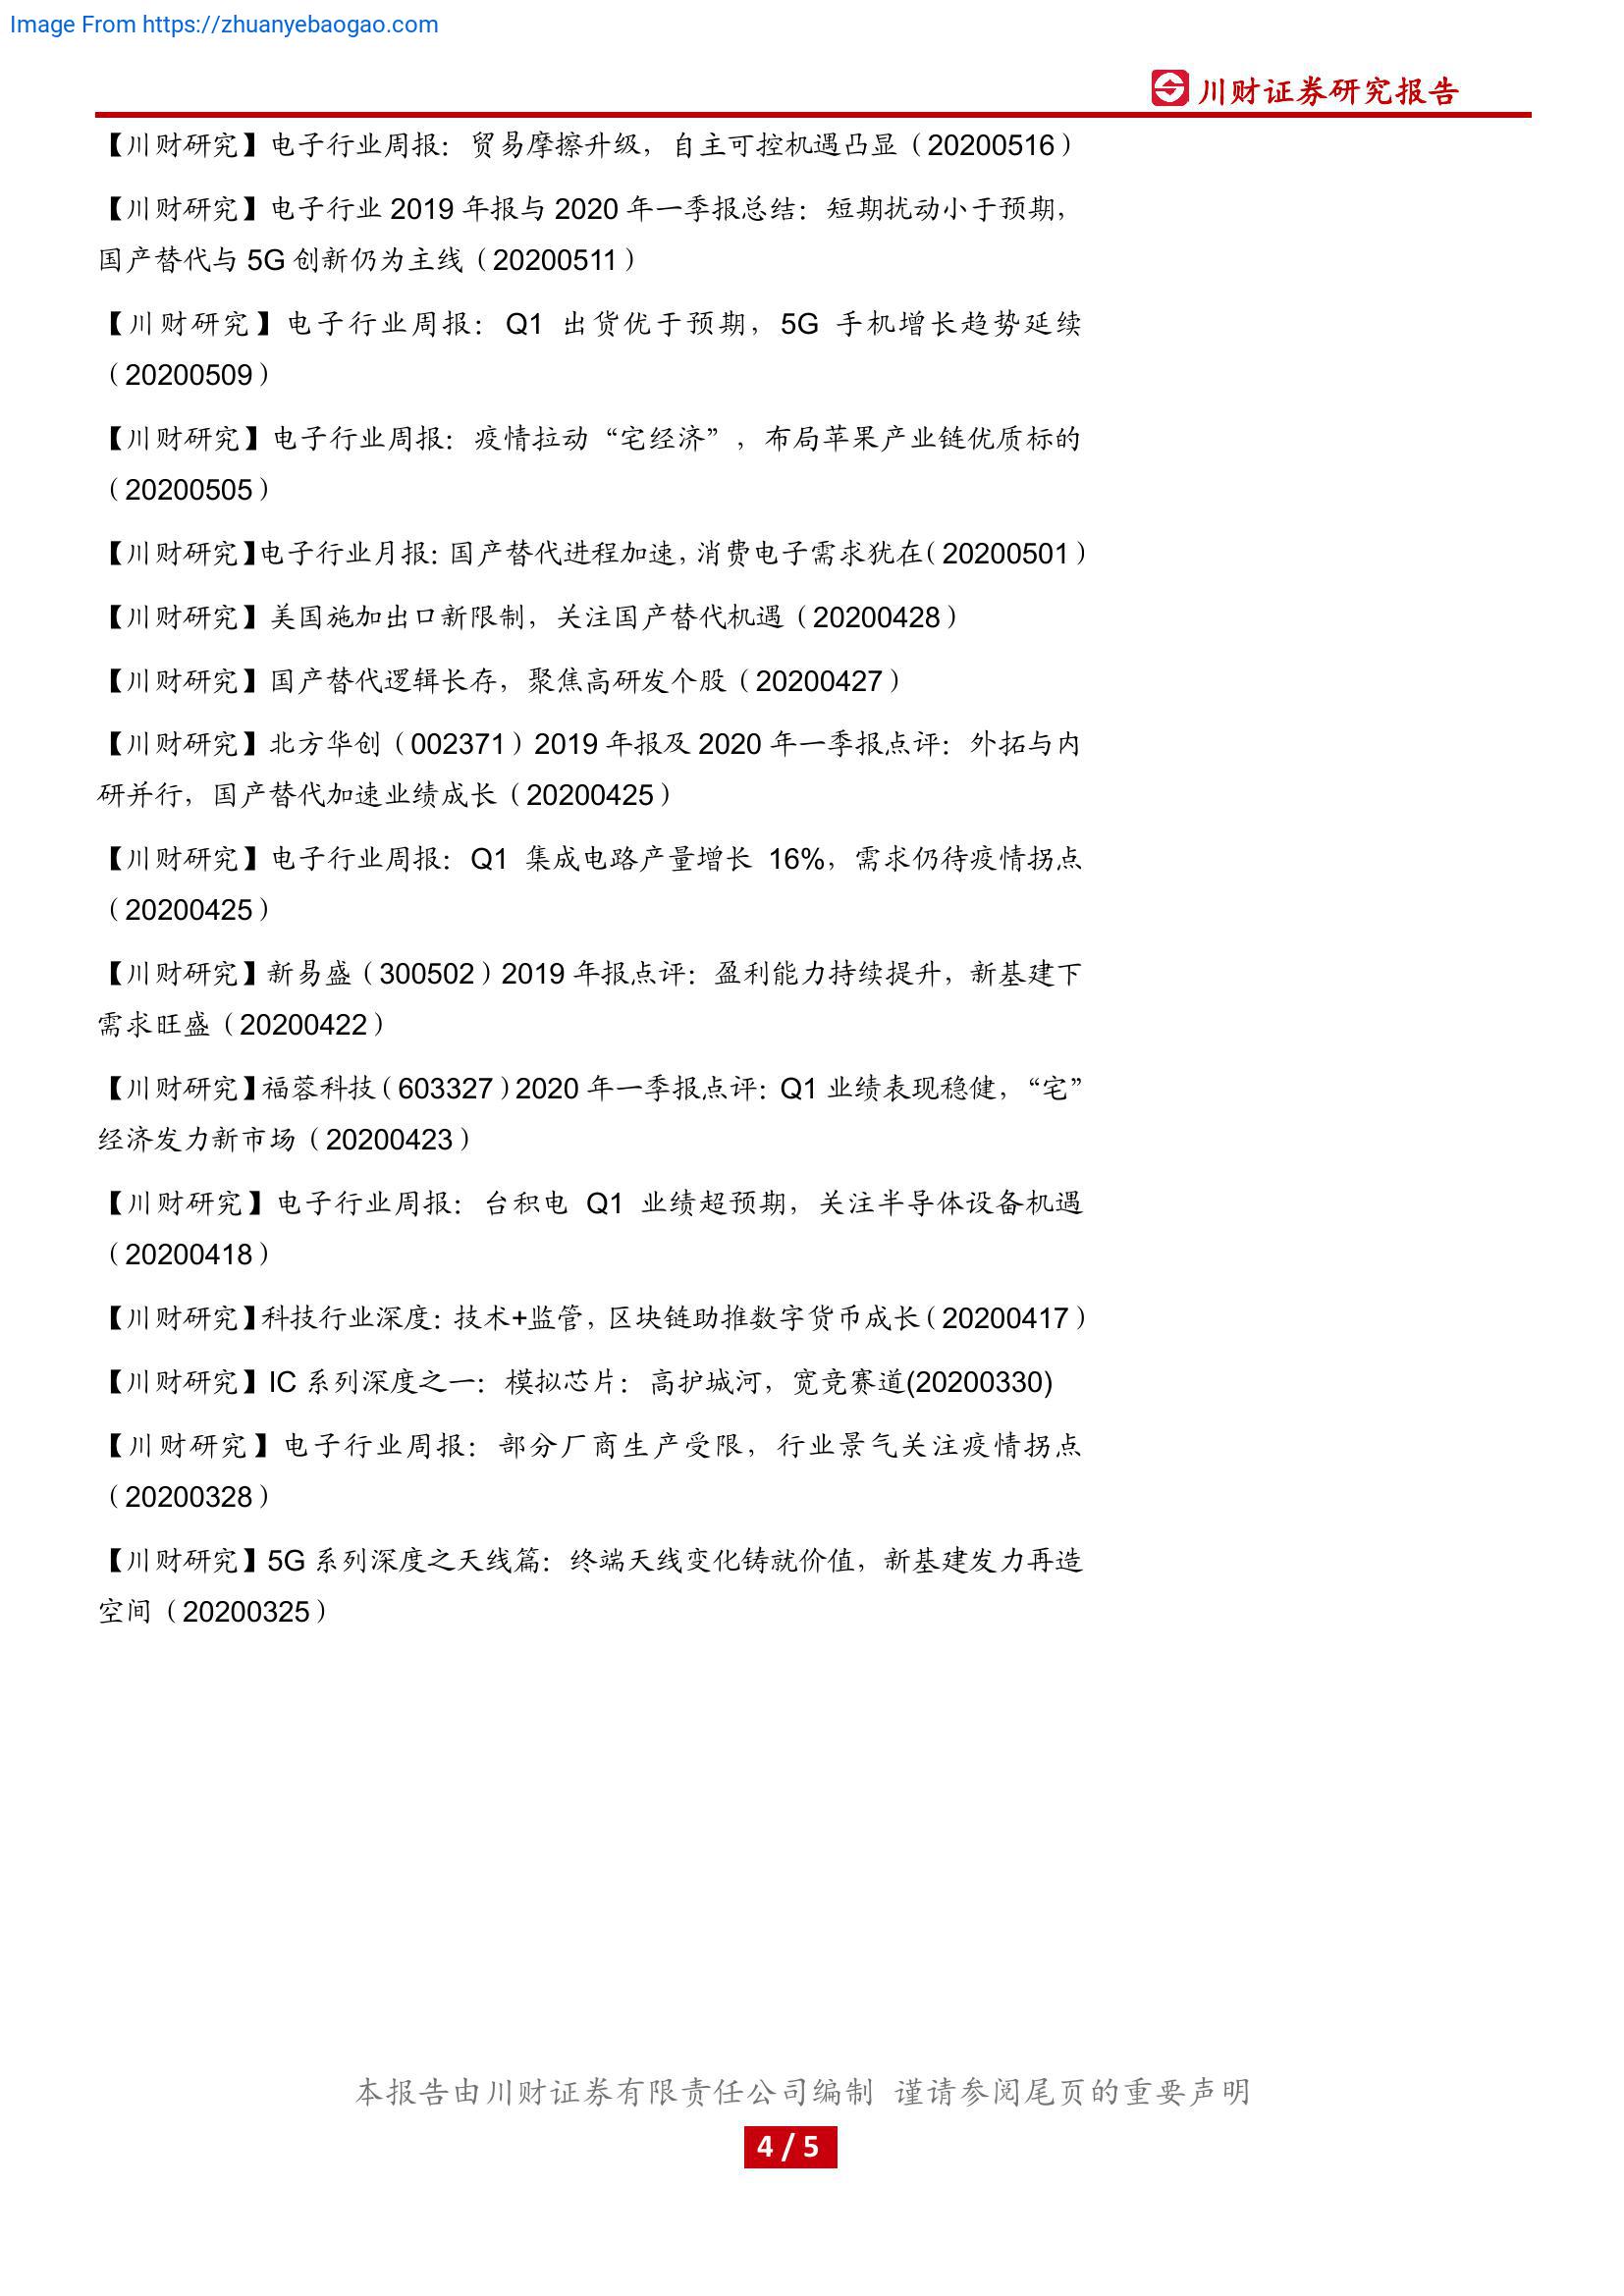 Image From https://zhuanyebaogao.com
川财证券研究报告
【川财研究】电子行业周报：贸易摩擦升级，自主可控机遇凸显（20200516）
【川财研究】电子行业 2019 年报与 2020 年一季报总结：短期扰动小于预期，
国产替代与 5G 创新仍为主线（20200511）
【川财研究】电子行业周报：Q1 出货优于预期，5G 手机增长趋势延续
（20200509）
【川财研究】电子行业周报：疫情拉动“宅经济”，布局苹果产业链优质标的
（20200505）
【川财研究】电子行业月报：国产替代进程加速，消费电子需求犹在（20200501）
【川财研究】美国施加出口新限制，关注国产替代机遇（20200428）
【川财研究】国产替代逻辑长存，聚焦高研发个股（20200427）
【川财研究】北方华创（002371）2019 年报及 2020 年一季报点评：外拓与内
研并行，国产替代加速业绩成长（20200425）
【川财研究】电子行业周报：Q1 集成电路产量增长 16%，需求仍待疫情拐点
（20200425）
【川财研究】新易盛（300502）2019 年报点评：盈利能力持续提升，新基建下
需求旺盛（20200422）
【川财研究】福蓉科技（603327）2020 年一季报点评：Q1 业绩表现稳健，“宅”
经济发力新市场（20200423）
【川财研究】电子行业周报：台积电 Q1 业绩超预期，关注半导体设备机遇
（20200418）
【川财研究】科技行业深度：技术+监管，区块链助推数字货币成长（20200417）
【川财研究】IC 系列深度之一：模拟芯片：高护城河，宽竞赛道(20200330)
【川财研究】电子行业周报：部分厂商生产受限，行业景气关注疫情拐点
（20200328）
【川财研究】5G 系列深度之天线篇：终端天线变化铸就价值，新基建发力再造
空间（20200325）
本报告由川财证券有限责任公司编制 谨请参阅尾页的重要声明
4 / 5